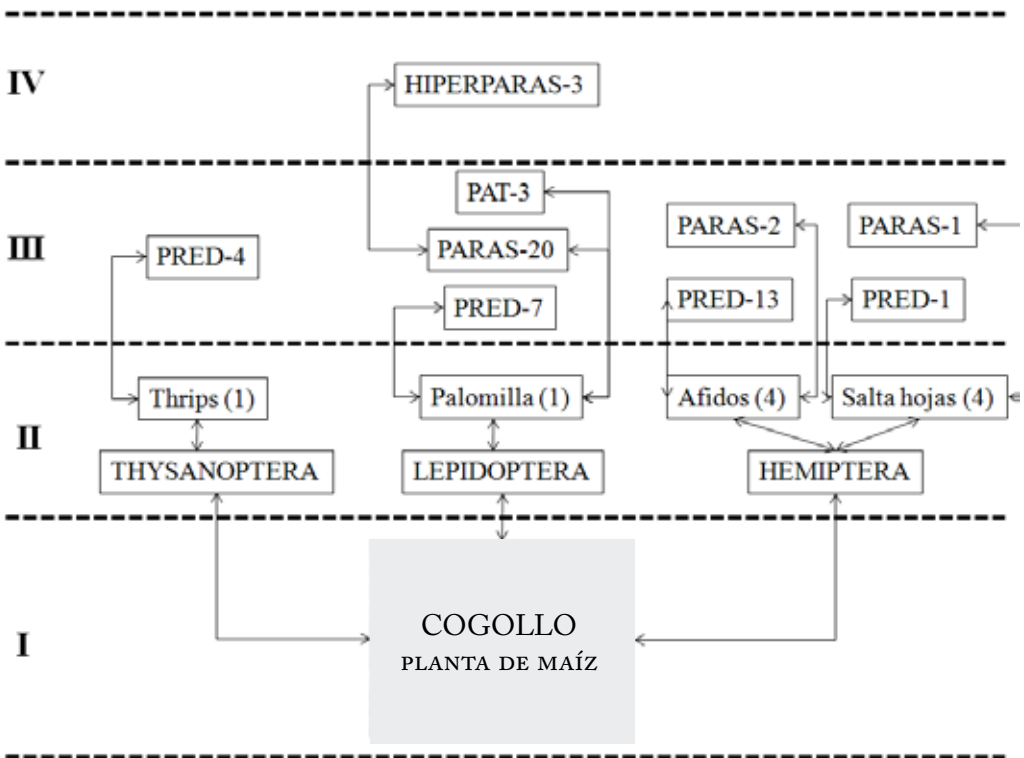 IV
HIPERPARAS-3
PAT-3
III
PRED-4
PARAS-20
PARAS-2
PARAS-1
PRED-7
PRED-13
PRED-1
II
Thrips (1)
Palomilla (1)
Afidos (4)
Salta hojas (4)
THYSANOPTERA
LEPIDOPTERA
HEMIPTERA
I
COGOLLO
PLANTA DE MAÍZ